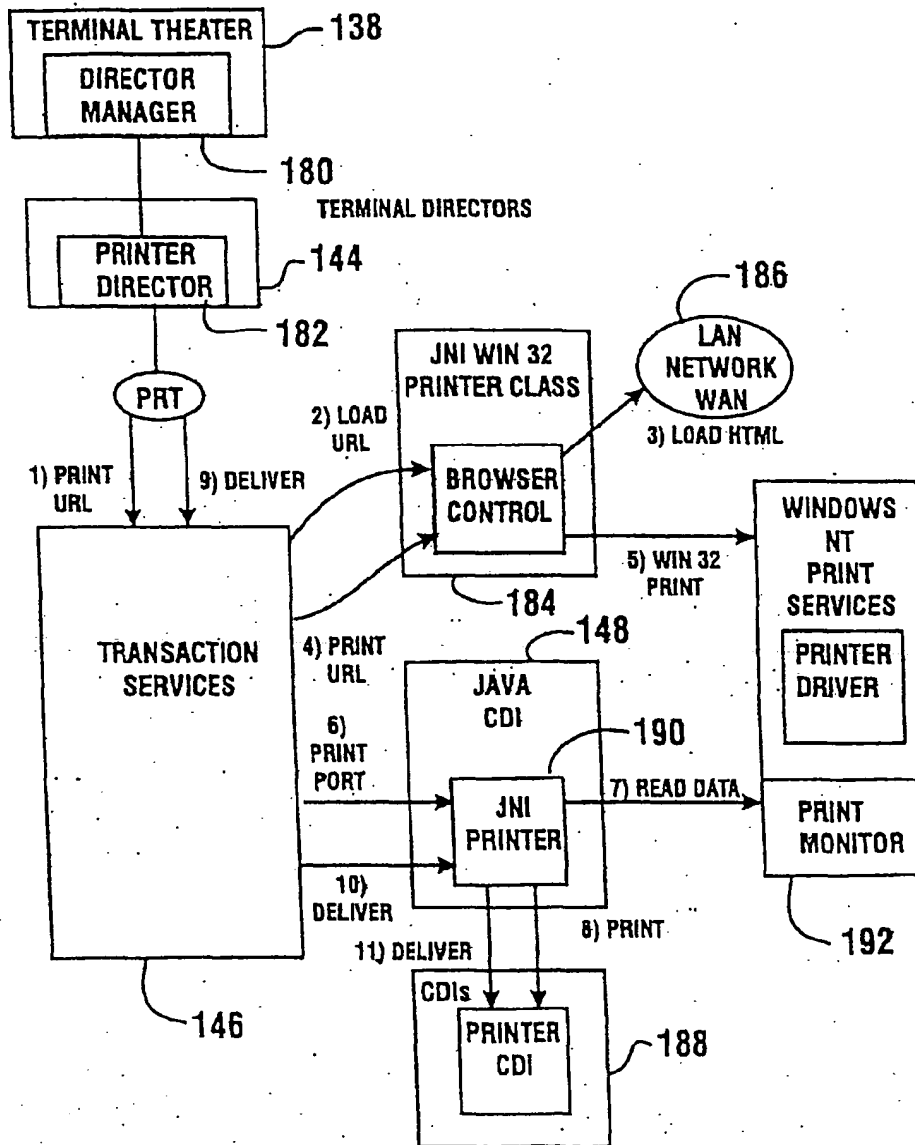 TERMINAL THEATER
138
DIRECTOR
MANAGER
180
TERMINAL DIRECTORS
PRINTER
DIRECTOR
144
182
PRT
1) PRINT
URL
9) DELIVER
2) LOAD
URL
JNI WIN 32
PRINTER CLASS
BROWSER
CONTROL
184
186
LAN
NETWORK
WAN
3) LOAD HTML
5) WIN 32
PRINT
WINDOWS
NT
PRINT
SERVICES
PRINTER
DRIVER
TRANSACTION
SERVICES
4) PRINT
URL
148
JAVA
CDI
6)
PRINT
PORT
190
JNI
PRINTER
7) READ DATA
PRINT
MONITOR
192
10)
DELIVER
11) DELIVER
8) PRINT
146
CDIs
PRINTER
CDI
188